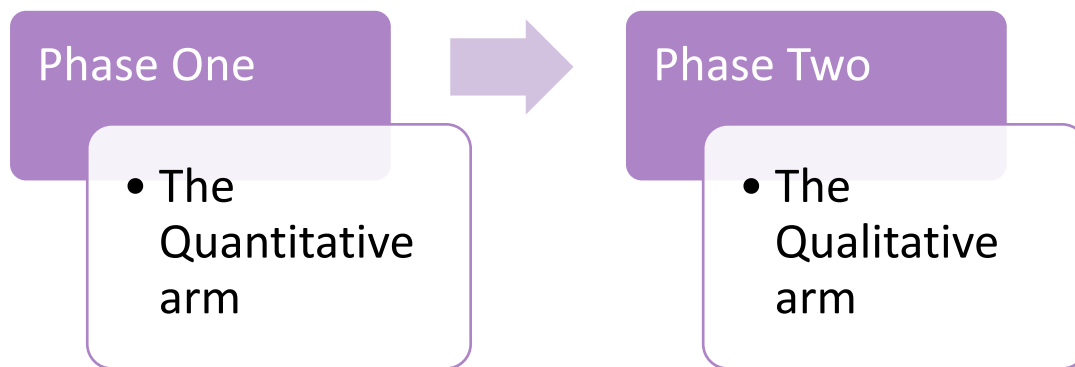 Phase One
• The
Quantitative
arm
Phase Two
• The
Qualitative
arm